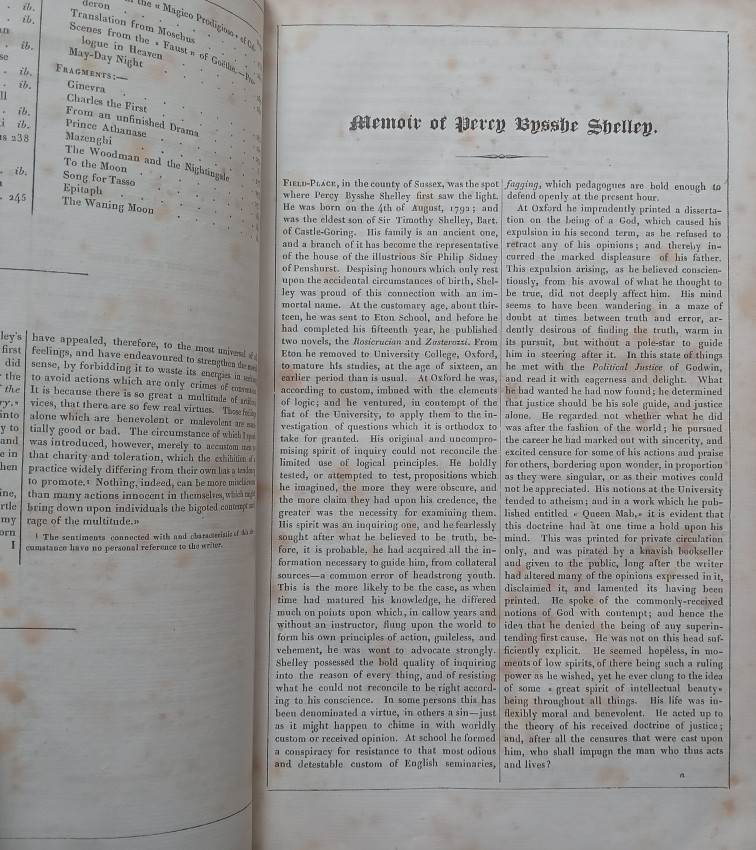 ib.
ib.
ib.
ib.
ib.
ib.
238
ib.
245
the « Magico Prodigioso » of
deron
Translation from Moschus
Scenes from the « Faust » of Goëthe.—
logue in Heaven
May-Day Night
FRAGMENTS:—
Ginevra
Charles the First
From an unfinished Drama
Prince Athanase
Mazenghi
The Woodman and the Nightingale
To the Moon
Song for Tasso
Epitaph
The Waning Moon
first
did
the
the
into
y to
and
e in
hen
my
I
have appealed, therefore, to the most universal of
feelings, and have endeavoured to strengthen the moral
sense, by forbidding it to waste its energies in
to avoid actions which are only crimes of
It is because there is so great a multitude of artificial
vices, that there are so few real virtues. Those feelings
alone which are benevolent or malevolent are
tially good or bad. The circumstance of which I
was introduced, however, merely to accustom men
that charity and toleration, which the exhibition of
practice widely differing from their own has a tendency
to promote.¹ Nothing, indeed, can be more mischievous
than many actions innocent in themselves, which might
bring down upon individuals the bigoted contempt and
rage of the multitude.»
¹ The sentiments connected with and characteristic of this
cumstance have no personal reference to the writer.
Memoir of Percy Bysshe Shelley.
FIELD-PLACE, in the county of Sussex, was the spot
where Percy Bysshe Shelley first saw the light.
He was born on the 4th of August, 1792; and
was the eldest son of Sir Timothy Shelley, Bart.
of Castle-Goring. His family is an ancient one,
and a branch of it has become the representative
of the house of the illustrious Sir Philip Sidney
of Penshurst. Despising honours which only rest
upon the accidental circumstances of birth, Shel-
ley was proud of this connection with an im-
mortal name. At the customary age, about thir-
teen, he was sent to Eton School, and before he
had completed his fifteenth year, he published
two novels, the Rosicrucian and Zasterozzi. From
Eton he removed to University College, Oxford,
to mature his studies, at the age of sixteen, an
earlier period than is usual. At Oxford he was,
according to custom, imbued with the elements
of logic; and he ventured, in contempt of the
fiat of the University, to apply them to the in-
vestigation of questions which it is orthodox to
take for granted. His original and uncompro-
mising spirit of inquiry could not reconcile the
limited use of logical principles. He boldly
tested, or attempted to test, propositions which
he imagined, the more they were obscure, and
the more claim they had upon his credence, the
greater was the necessity for examining them.
His spirit was an inquiring one, and he fearlessly
sought after what he believed to be truth, be-
fore, it is probable, he had acquired all the in-
formation necessary to guide him, from collateral
sources—a common error of headstrong youth.
This is the more likely to be the case, as when
time had matured his knowledge, he differed
much on points upon which, in callow years and
without an instructor, flung upon the world to
form his own principles of action, guileless, and
vehement, he was wont to advocate strongly.
Shelley possessed the bold quality of inquiring
into the reason of every thing, and of resisting
what he could not reconcile to be right accord-
ing to his conscience. In some persons this has
been denominated a virtue, in others a sin—just
as it might happen to chime in with worldly
custom or received opinion. At school he formed
a conspiracy for resistance to that most odious
and detestable custom of English seminaries,
fagging, which pedagogues are bold enough to
defend openly at the present hour.
At Oxford he imprudently printed a disserta-
tion on the being of a God, which caused his
expulsion in his second term, as he refused to
retract any of his opinions; and thereby in-
curred the marked displeasure of his father.
This expulsion arising, as he believed conscien-
tiously, from his avowal of what he thought to
be true, did not deeply affect him. His mind
seems to have been wandering in a maze of
doubt at times between truth and error, ar-
dently desirous of finding the truth, warm in
its pursuit, but without a pole-star to guide
him in steering after it. In this state of things
he met with the Political Justice of Godwin,
and read it with eagerness and delight. What
he had wanted he had now found; he determined
that justice should be his sole guide, and justice
alone. He regarded not whether what he did
was after the fashion of the world; he pursued
the career he had marked out with sincerity, and
excited censure for some of his actions and praise
for others, bordering upon wonder, in proportion
as they were singular, or as their motives could
not be appreciated. His notions at the University
tended to atheism; and in a work which he pub-
lished entitled « Queen Mab,» it is evident that
this doctrine had at one time a hold upon his
mind. This was printed for private circulation
only, and was pirated by a knavish bookseller
and given to the public, long after the writer
had altered many of the opinions expressed in it,
disclaimed it, and lamented its having been
printed. He spoke of the commonly-received
notions of God with contempt; and hence the
idea that he denied the being of any superin-
tending first cause. He was not on this head suf-
ficiently explicit. He seemed hopeless, in mo-
ments of low spirits, of there being such a ruling
power as he wished, yet he ever clung to the idea
of some « great spirit of intellectual beauty»
being throughout all things. His life was in-
flexibly moral and benevolent. He acted up to
the theory of his received doctrine of justice;
and, after all the censures that were cast upon
him, who shall impugn the man who thus acts
and lives?
a